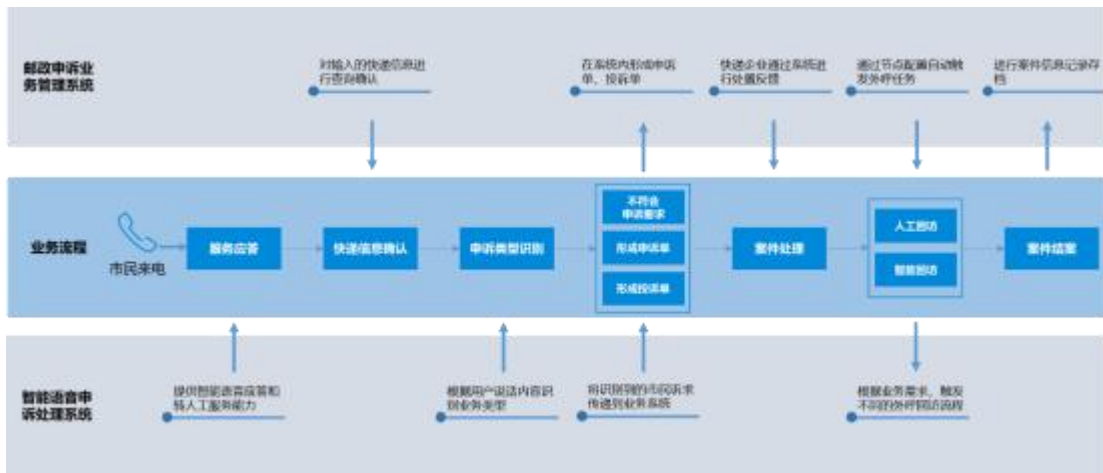 对输入的快递信息进
行查询确认
在系统内形成申诉
单、投诉单
快递企业通过系统进
行处置反馈
通过节点配置自动触
发外呼任务
进行案件信息记录存
档
邮政申诉业
务管理系统
不符合
申诉要求
人工回访
业务流程
服务应答
快递信息确认
申诉类型识别
形成申诉单
案件处理
案件结案
市民来电
智能回访
形成投诉单
提供智能语音应答和
转人工服务能力
根据用户说话内容识
别业务类型
将识别到的市民诉求
传递到业务系统
根据业务需求，触发
不同的外呼回访流程
智能语音申
诉处理系统